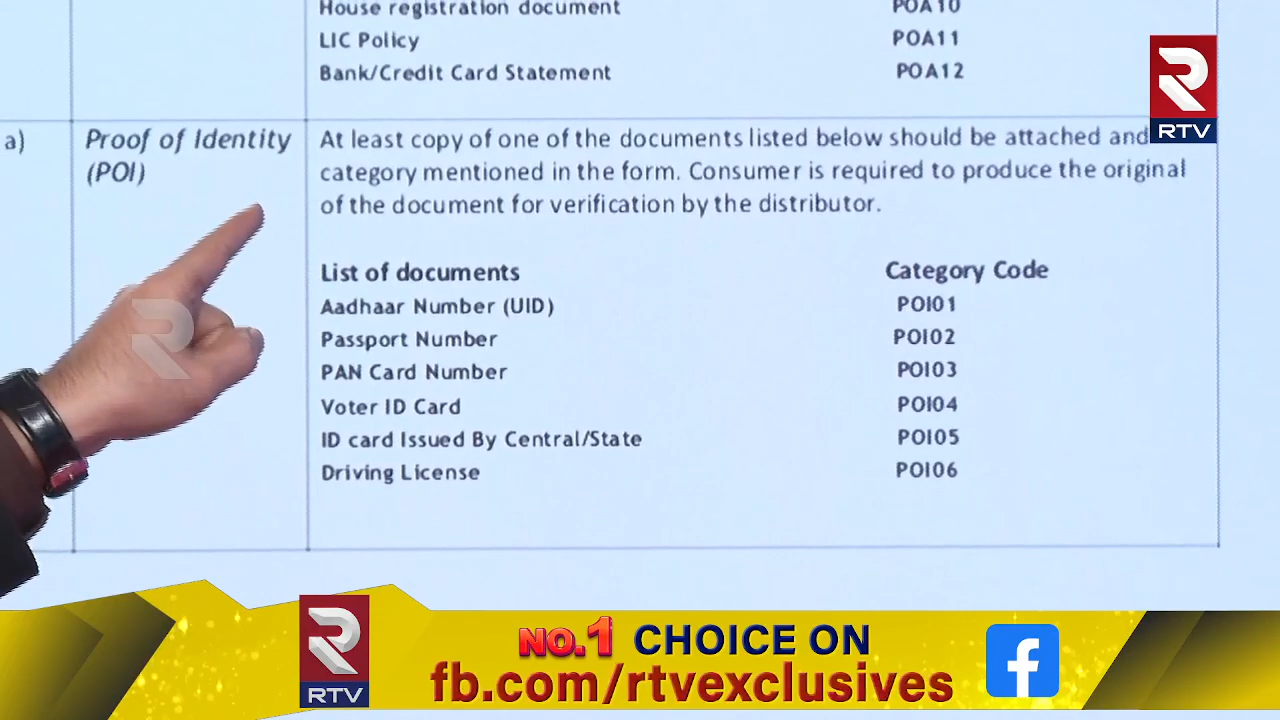 House registration document POA10
LIC Policy POA11
Bank/Credit Card Statement POA12
RTV
a) Proof of Identity (POI)
At least copy of one of the documents listed below should be attached and
category mentioned in the form. Consumer is required to produce the original
of the document for verification by the distributor.
List of documents Category Code
Aadhaar Number (UID) POI01
Passport Number POI02
PAN Card Number POI03
Voter ID Card POI04
ID card Issued By Central/State POI05
Driving License POI06
RTV
NO.1 CHOICE ON
fb.com/rtvexclusives